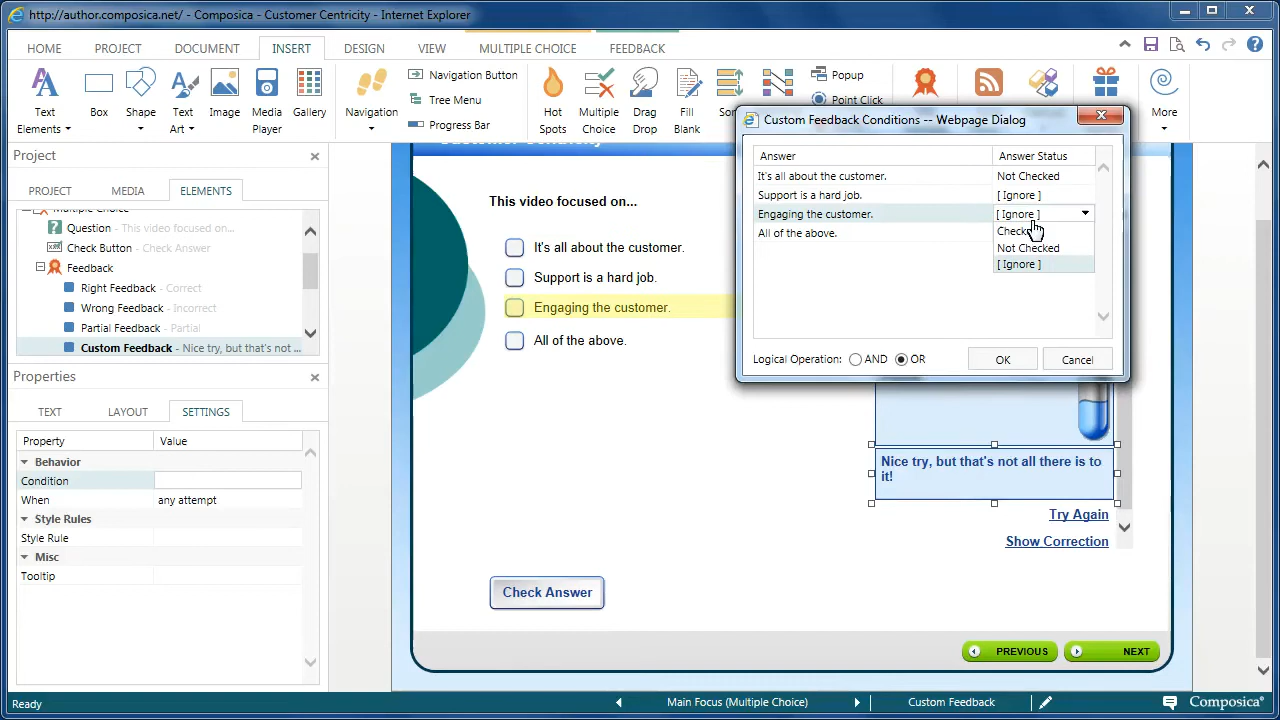 http://author.composica.net/ - Composica - Customer Centricity - Internet Explorer
HOME PROJECT DOCUMENT INSERT DESIGN VIEW MULTIPLE CHOICE FEEDBACK
Text Elements
Box
Shape
Text Art
Image
Media Player
Gallery
Navigation
Navigation Button
Tree Menu
Progress Bar
Hot Spots
Multiple Choice
Drag Drop
Fill Blank
Popup
Point Click
More
Project
PROJECT MEDIA ELEMENTS
Multiple Choice
Question - This video focused on...
Check Button - Check Answer
Feedback
Right Feedback - Correct
Wrong Feedback - Incorrect
Partial Feedback - Partial
Custom Feedback - Nice try, but that's not ...
Properties
TEXT LAYOUT SETTINGS
Property Value
Behavior
Condition
When any attempt
Style Rules
Style Rule
Misc
Tooltip
Customer Centricity
This video focused on...
It's all about the customer.
Support is a hard job.
Engaging the customer.
All of the above.
Check Answer
Custom Feedback Conditions -- Webpage Dialog
Answer Answer Status
It's all about the customer. Not Checked
Support is a hard job. [ Ignore ]
Engaging the customer. [ Ignore ]
All of the above.
Not Checked
[ Ignore ]
Logical Operation: AND OR OK Cancel
Nice try, but that's not all there is to
it!
Try Again
Show Correction
PREVIOUS NEXT
Ready Main Focus (Multiple Choice) Custom Feedback Composica®